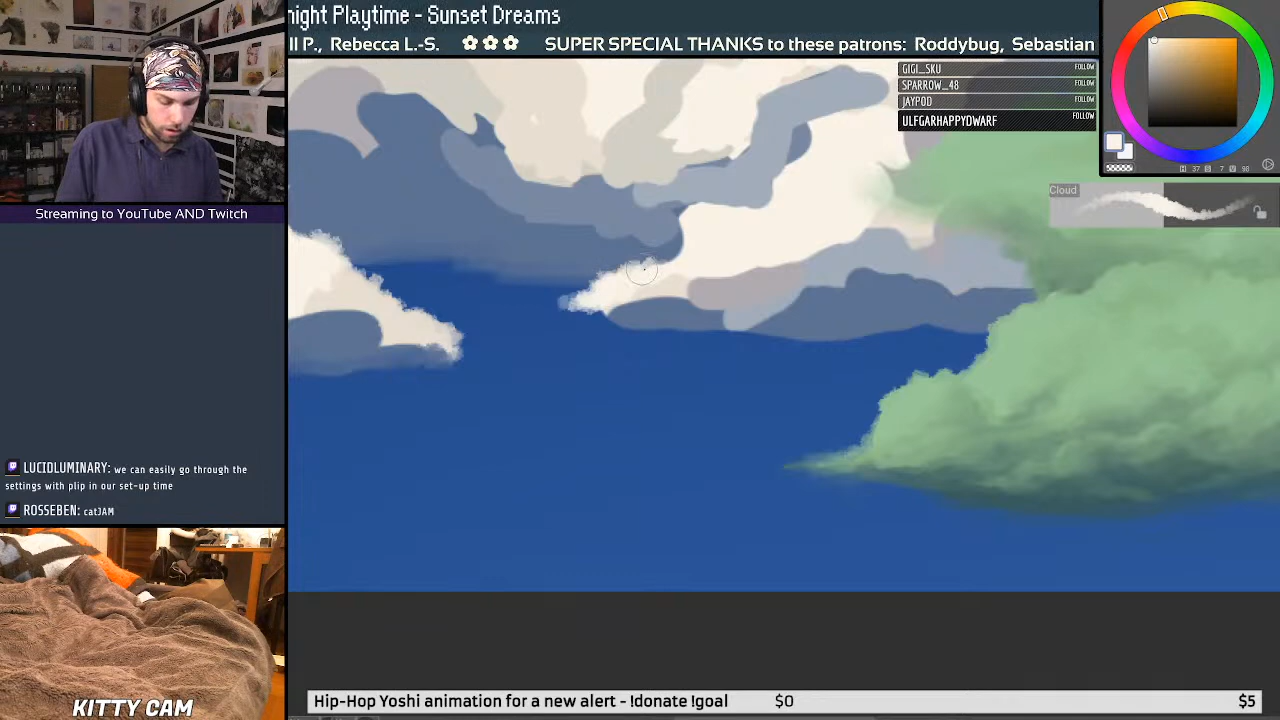 night Playtime - Sunset Dreams
ll P., Rebecca L.-S. ✿ ✿ ✿ SUPER SPECIAL THANKS to these patrons: Roddybug, Sebastian
GIGI_SKU FOLLOW
SPARROW_48 FOLLOW
JAYPOD FOLLOW
ULFGARHAPPYDWARF FOLLOW
H 37 S 7 V 98
Cloud
Streaming to YouTube AND Twitch
LUCIDLUMINARY: we can easily go through the
settings with plip in our set-up time
ROSSEBEN: catJAM
KITTY CAM
Hip-Hop Yoshi animation for a new alert - !donate !goal $0 $5